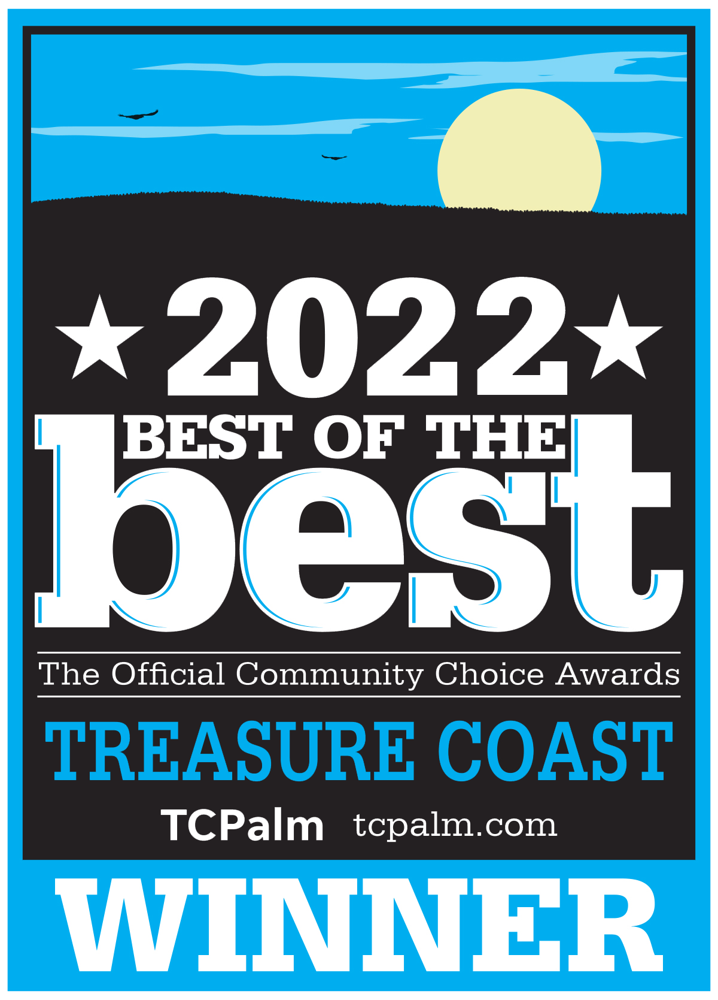 2022
BEST OF THE
best
The Official Community Choice Awards
TREASURE COAST
TCPalm tcpalm.com
WINNER